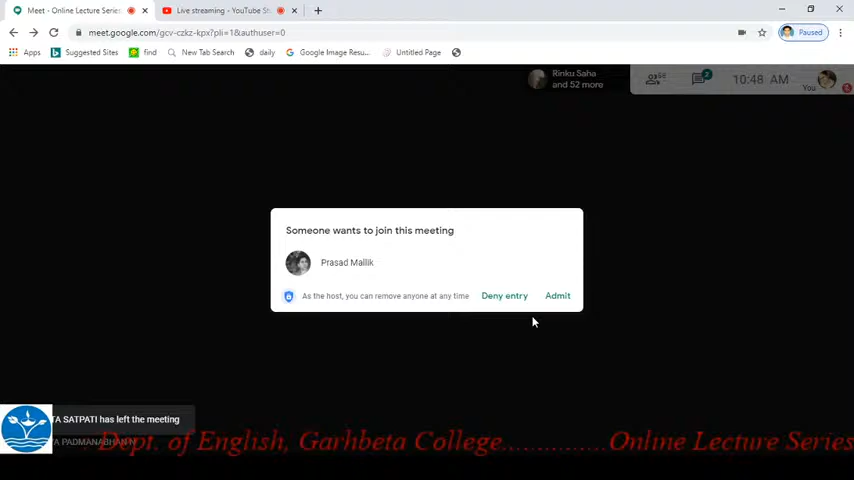 Meet - Online Lecture Series
Live streaming - YouTube St
meet.google.com/gcv-czkz-kpx?pli=1&authuser=0
Paused
Apps
Suggested Sites
find
New Tab Search
daily
Google Image Resu...
Untitled Page
Rinku Saha
and 52 more
2
10:48 AM
You
Someone wants to join this meeting
Prasad Mallik
As the host, you can remove anyone at any time
Deny entry
Admit
TA SATPATI has left the meeting
A PADMANABHAN N
Dept. of English, Garhbeta College...............Online Lecture Series